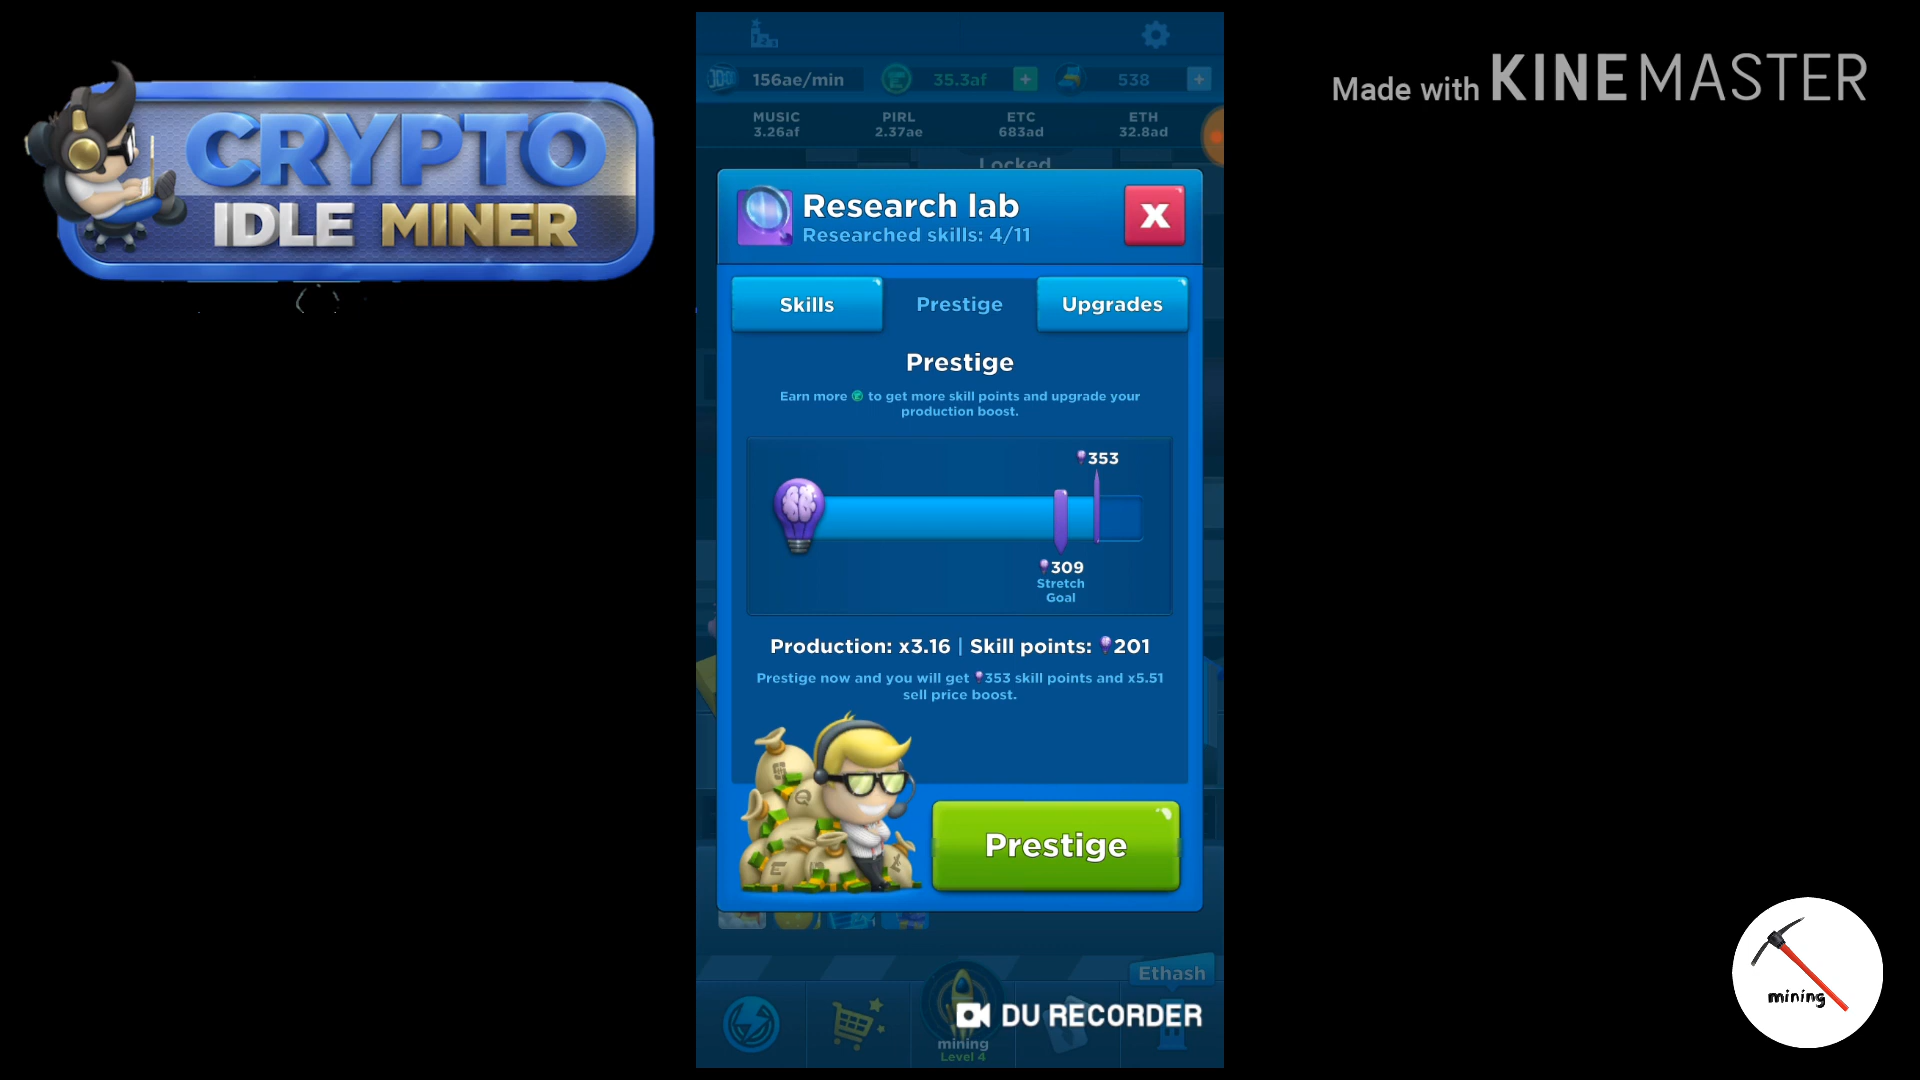 CRYPTO
IDLE MINER
Made with KINEMASTER
156ae/min
35.3af
538
MUSIC
3.26af
PIRL
2.37ae
ETC
683ad
ETH
32.8ad
Locked
Research lab
Researched skills: 4/11
X
Skills
Prestige
Upgrades
Prestige
Earn more to get more skill points and upgrade your
production boost.
353
309
Stretch
Goal
Production: x3.16 | Skill points: 201
Prestige now and you will get 353 skill points and x5.51
sell price boost.
Prestige
Ethash
DU RECORDER
mining
Level 4
mining